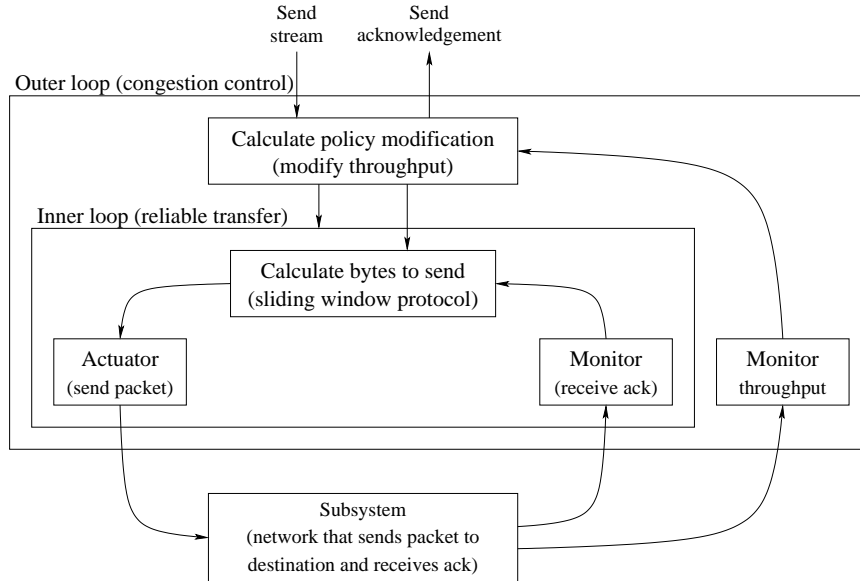 Send
stream
Send
acknowledgement
Outer loop (congestion control)
Calculate policy modification
(modify throughput)
Inner loop (reliable transfer)
Calculate bytes to send
(sliding window protocol)
Actuator
(send packet)
Monitor
(receive ack)
Monitor
throughput
Subsystem
(network that sends packet to
destination and receives ack)